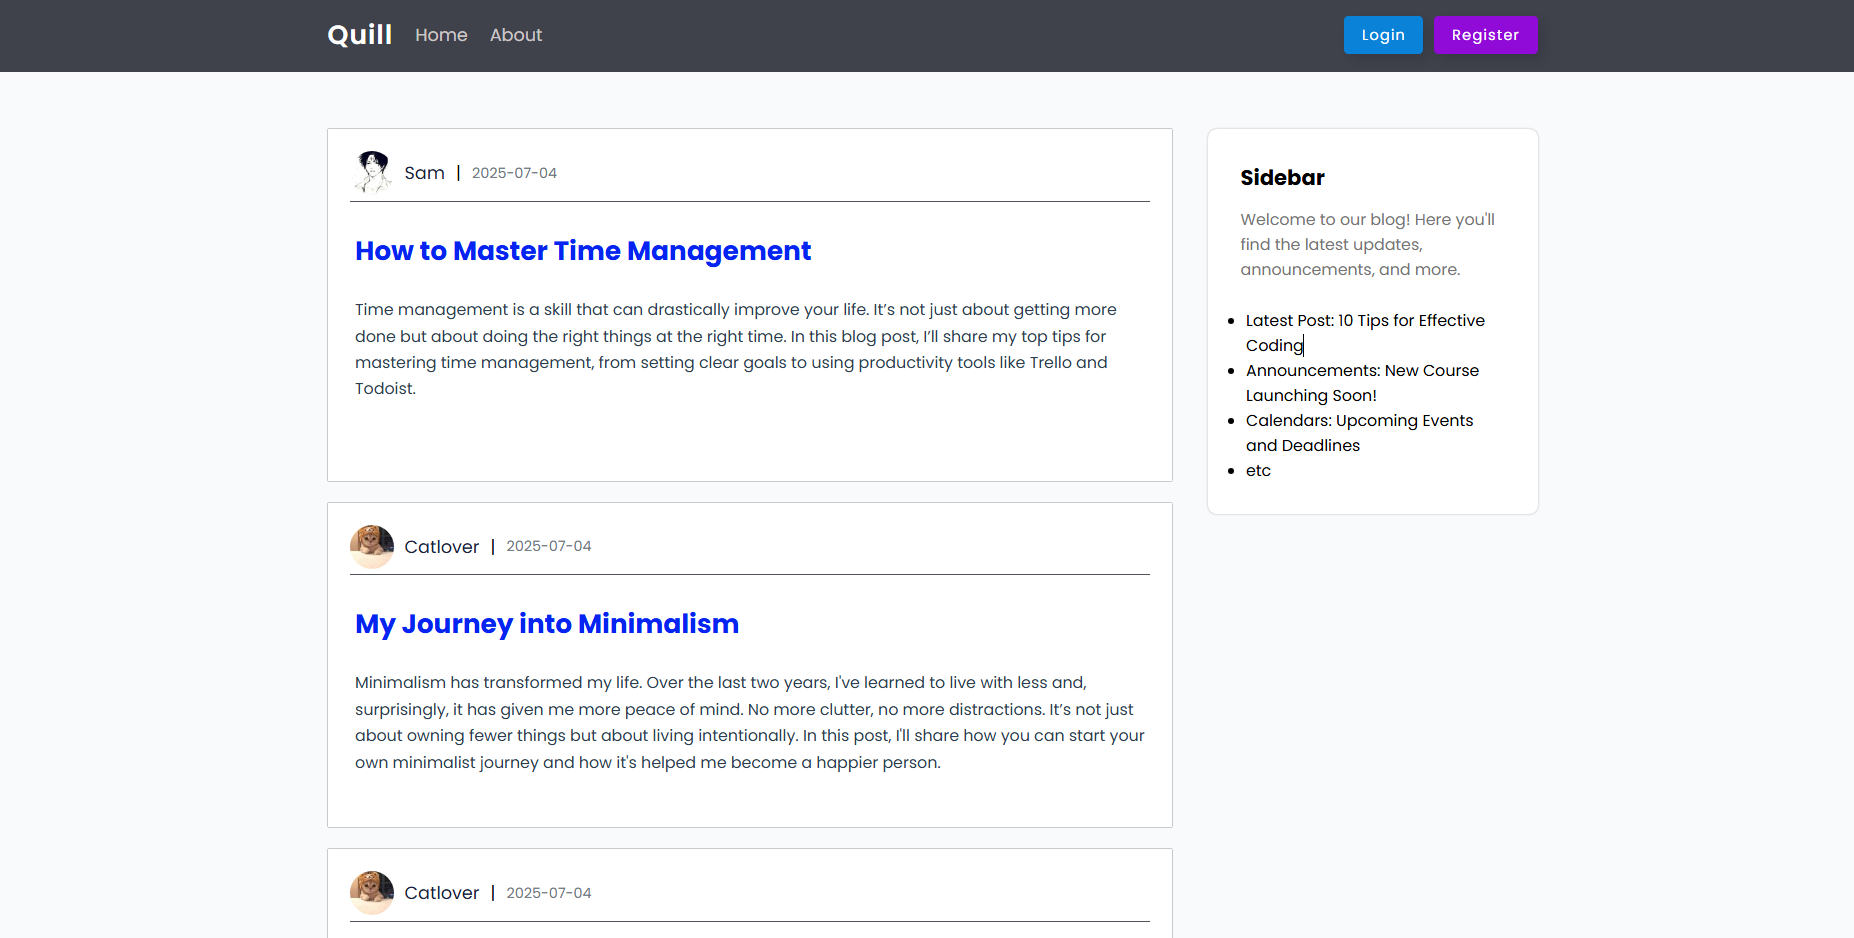 Quill Home About Login Register
Sam | 2025-07-04
How to Master Time Management
Time management is a skill that can drastically improve your life. It’s not just about getting more
done but about doing the right things at the right time. In this blog post, I’ll share my top tips for
mastering time management, from setting clear goals to using productivity tools like Trello and
Todoist.
Catlover | 2025-07-04
My Journey into Minimalism
Minimalism has transformed my life. Over the last two years, I've learned to live with less and,
surprisingly, it has given me more peace of mind. No more clutter, no more distractions. It’s not just
about owning fewer things but about living intentionally. In this post, I'll share how you can start your
own minimalist journey and how it's helped me become a happier person.
Catlover | 2025-07-04
Sidebar
Welcome to our blog! Here you'll
find the latest updates,
announcements, and more.
• Latest Post: 10 Tips for Effective
Coding
• Announcements: New Course
Launching Soon!
• Calendars: Upcoming Events
and Deadlines
• etc